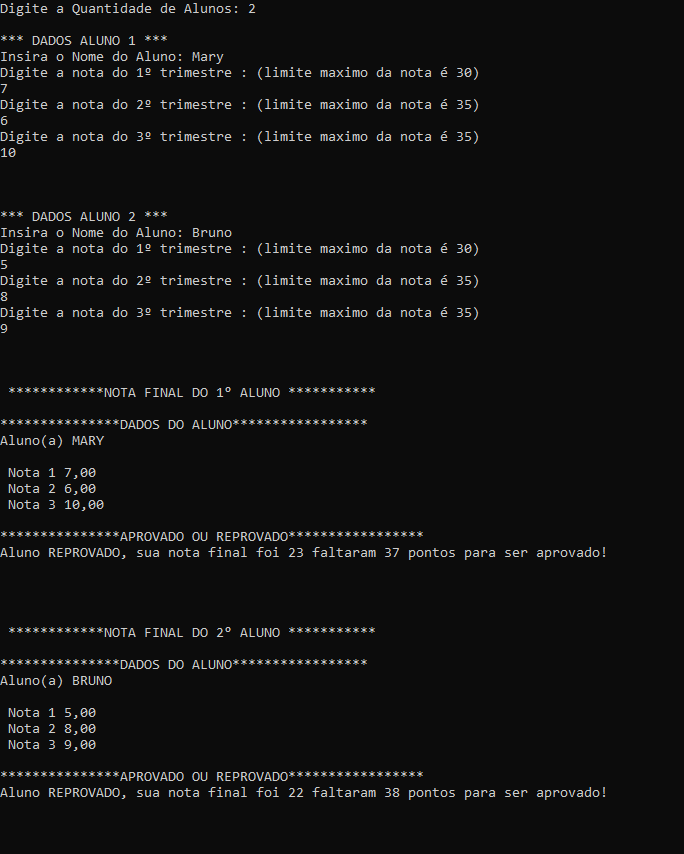 Digite a Quantidade de Alunos: 2
*** DADOS ALUNO 1 ***
Insira o Nome do Aluno: Mary
Digite a nota do 1º trimestre : (limite maximo da nota é 30)
7
Digite a nota do 2º trimestre : (limite maximo da nota é 35)
6
Digite a nota do 3º trimestre : (limite maximo da nota é 35)
10
*** DADOS ALUNO 2 ***
Insira o Nome do Aluno: Bruno
Digite a nota do 1º trimestre : (limite maximo da nota é 30)
5
Digite a nota do 2º trimestre : (limite maximo da nota é 35)
8
Digite a nota do 3º trimestre : (limite maximo da nota é 35)
9
************NOTA FINAL DO 1º ALUNO ***********
***************DADOS DO ALUNO*****************
Aluno(a) MARY
Nota 1 7,00
Nota 2 6,00
Nota 3 10,00
***************APROVADO OU REPROVADO*****************
Aluno REPROVADO, sua nota final foi 23 faltaram 37 pontos para ser aprovado!
************NOTA FINAL DO 2º ALUNO ***********
***************DADOS DO ALUNO*****************
Aluno(a) BRUNO
Nota 1 5,00
Nota 2 8,00
Nota 3 9,00
***************APROVADO OU REPROVADO*****************
Aluno REPROVADO, sua nota final foi 22 faltaram 38 pontos para ser aprovado!